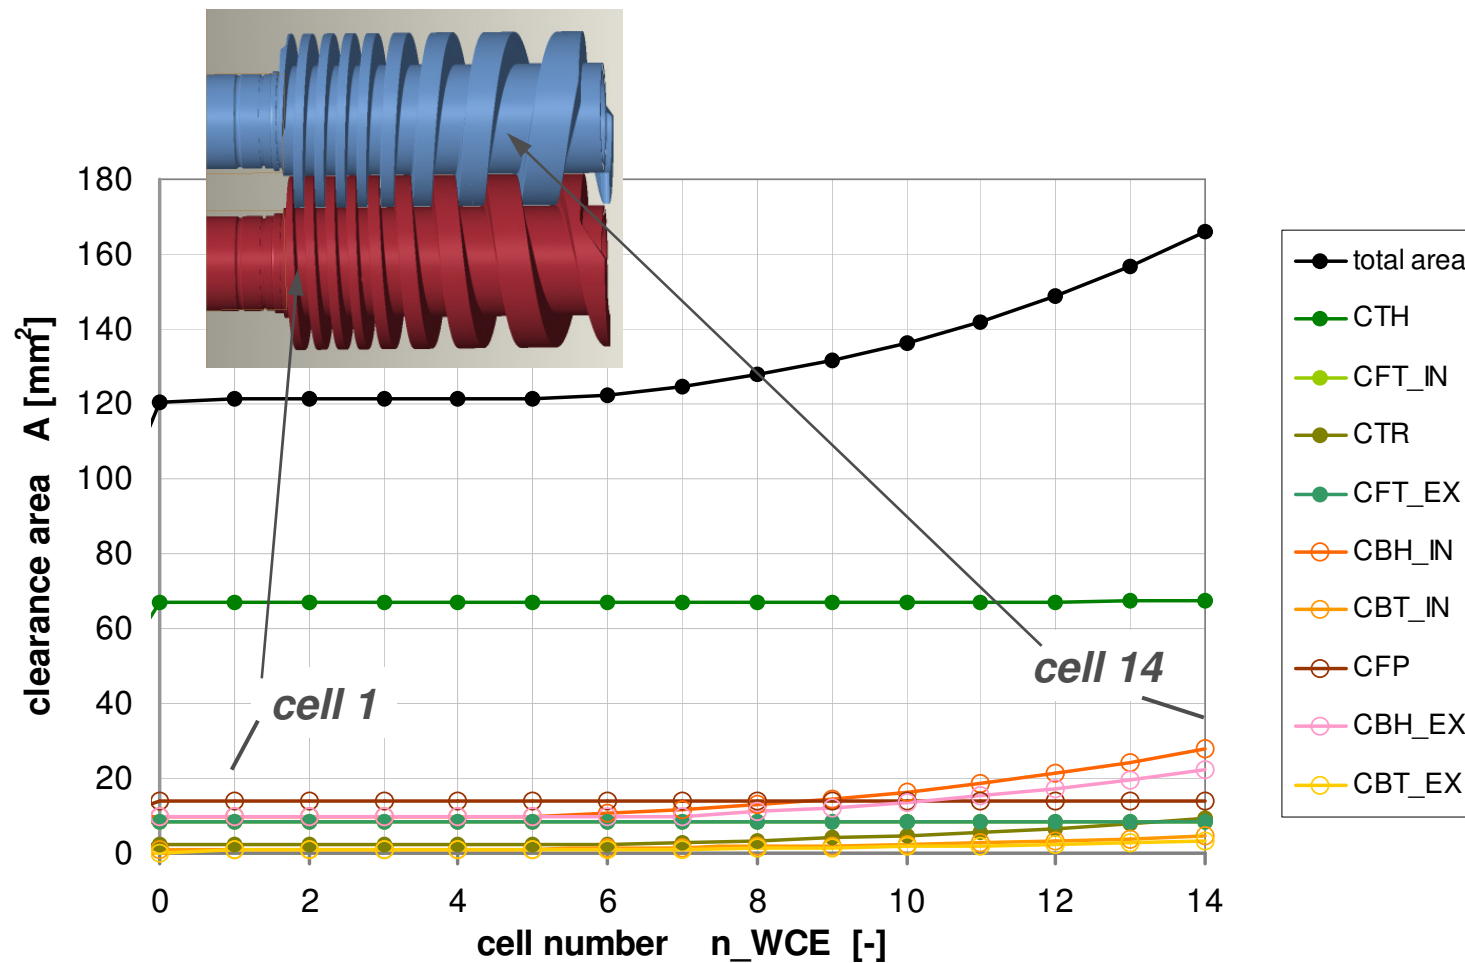 180
160
140
120
100
80
60
40
20
0
clearance area A [mm²]
0 2 4 6 8 10 12 14
cell number n_WCE [-]
cell 1
cell 14
total area
CTH
CFT_IN
CTR
CFT_EX
CBH_IN
CBT_IN
CFP
CBH_EX
CBT_EX